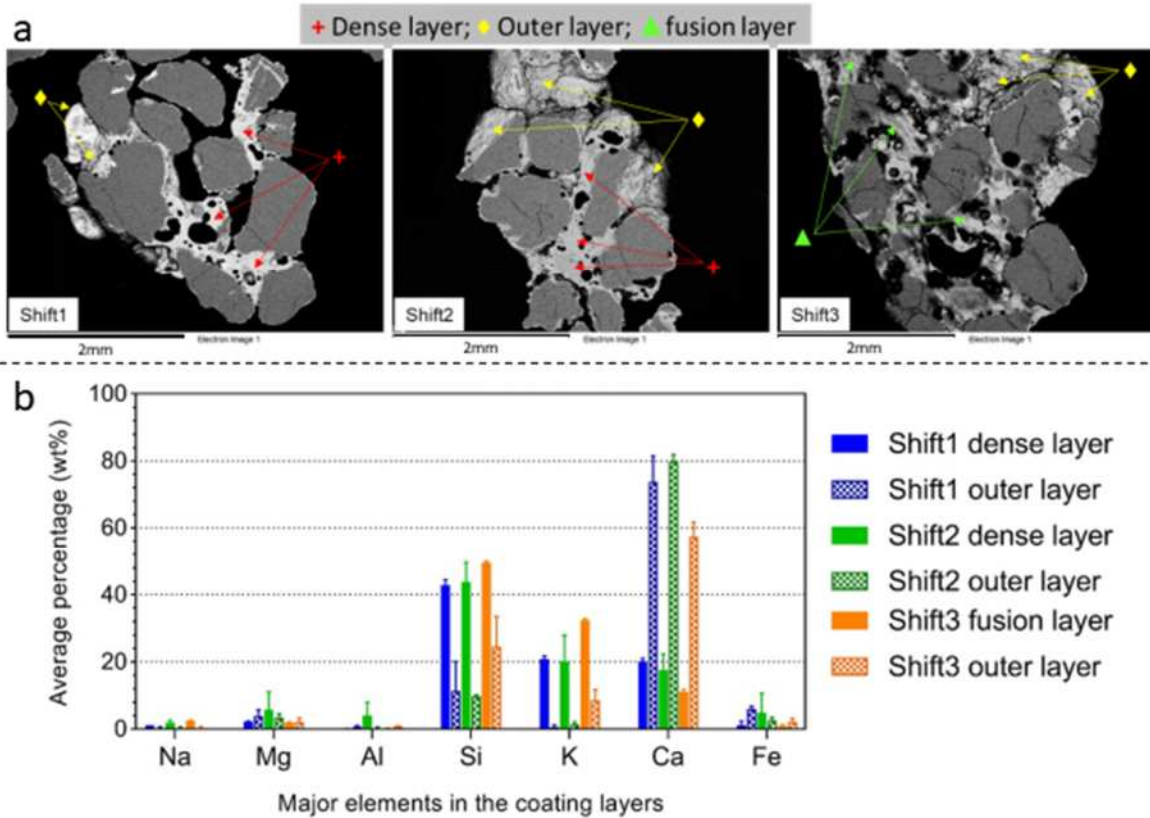 a
Dense layer; Outer layer; fusion layer
Shift1
Shift2
Shift3
2mm
Electron Image 1
2mm
Electron Image 1
2mm
Electron Image 1
b
Average percentage (wt%)
100
80
60
40
20
0
Na Mg Al Si K Ca Fe
Major elements in the coating layers
Shift1 dense layer
Shift1 outer layer
Shift2 dense layer
Shift2 outer layer
Shift3 fusion layer
Shift3 outer layer